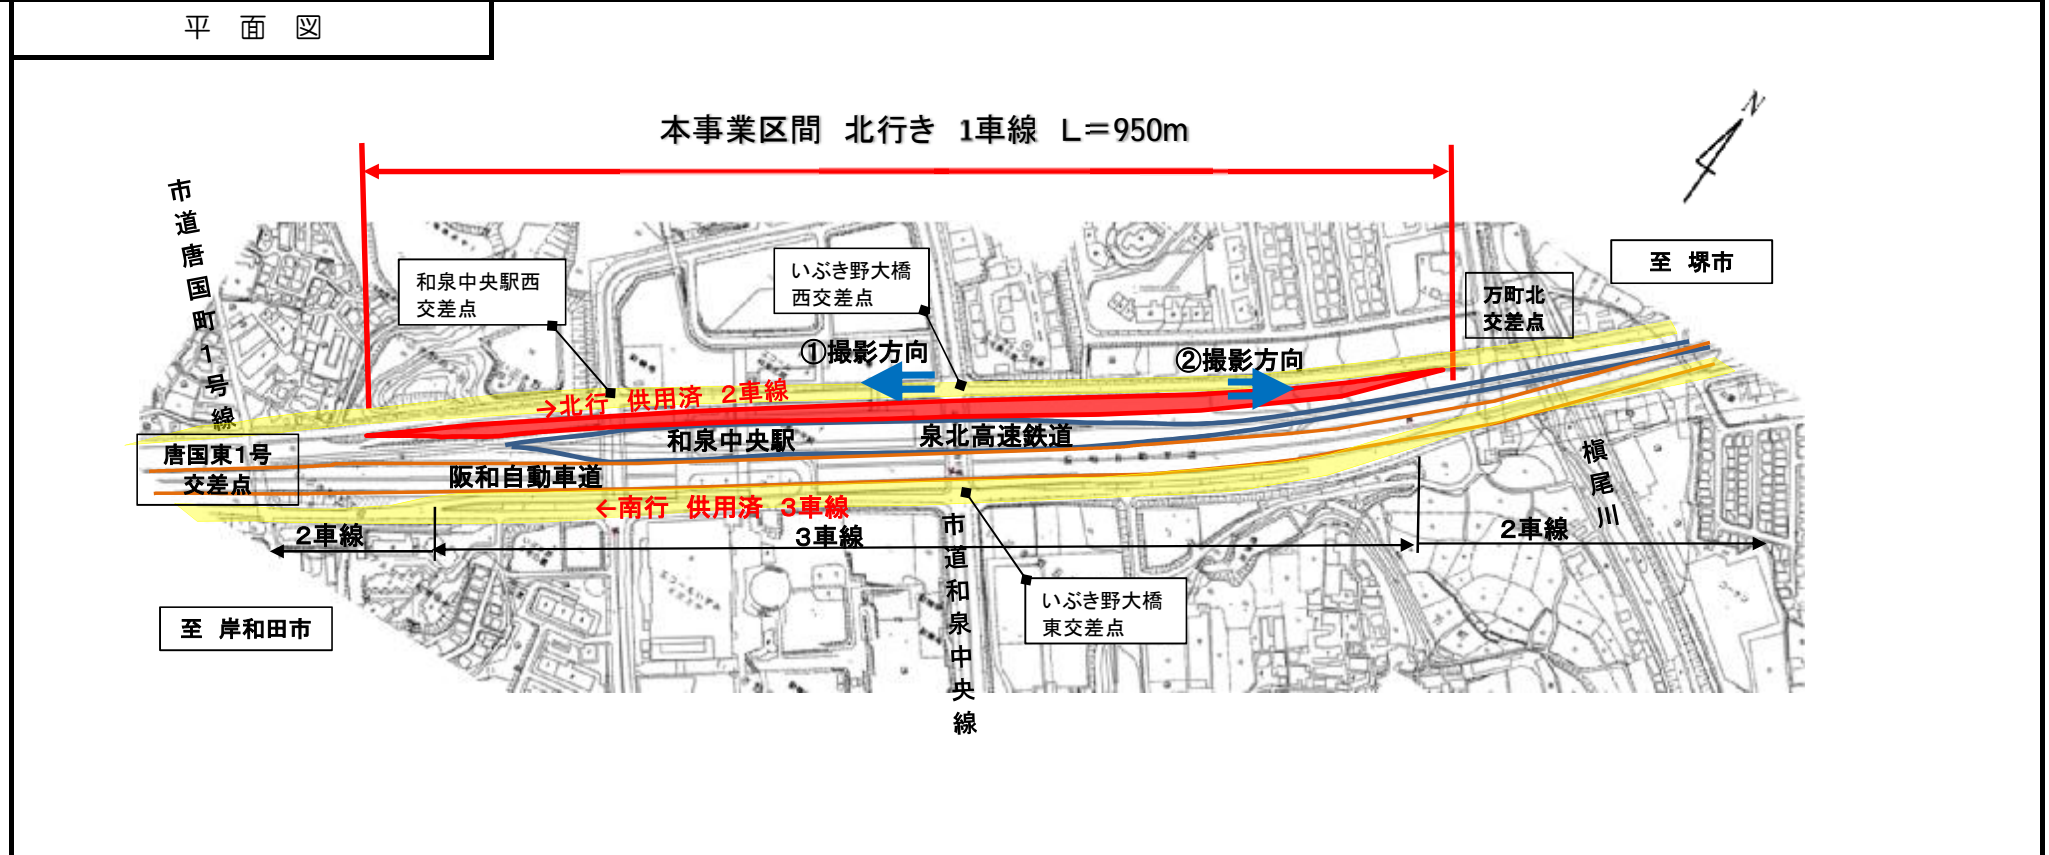 平面図
本事業区間 北行き 1車線 L=950m
N
市道唐国町1号線
和泉中央駅西
交差点
いぶき野大橋
西交差点
万町北
交差点
至 堺市
①撮影方向
②撮影方向
→北行 供用済 2車線
唐国東1号
交差点
和泉中央駅
泉北高速鉄道
阪和自動車道
←南行 供用済 3車線
槇尾川
2車線
3車線
2車線
市道和泉中央線
いぶき野大橋
東交差点
至 岸和田市